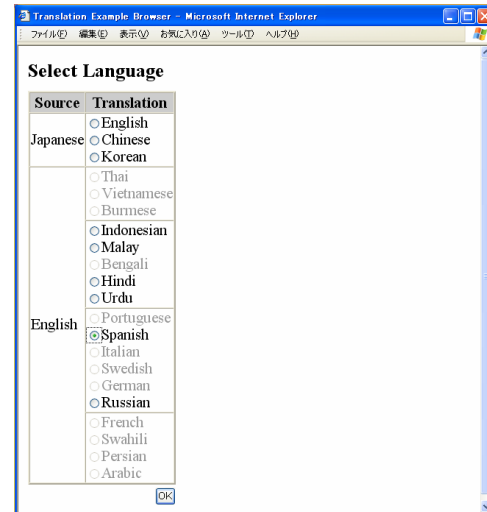 Translation Example Browser - Microsoft Internet Explorer
ファイル(F) 編集(E) 表示(V) お気に入り(A) ツール(T) ヘルプ(H)
Select Language
Source Translation
Japanese
English
Chinese
Korean
English
Thai
Vietnamese
Burmese
Indonesian
Malay
Bengali
Hindi
Urdu
Portuguese
Spanish
Italian
Swedish
German
Russian
French
Swahili
Persian
Arabic
OK